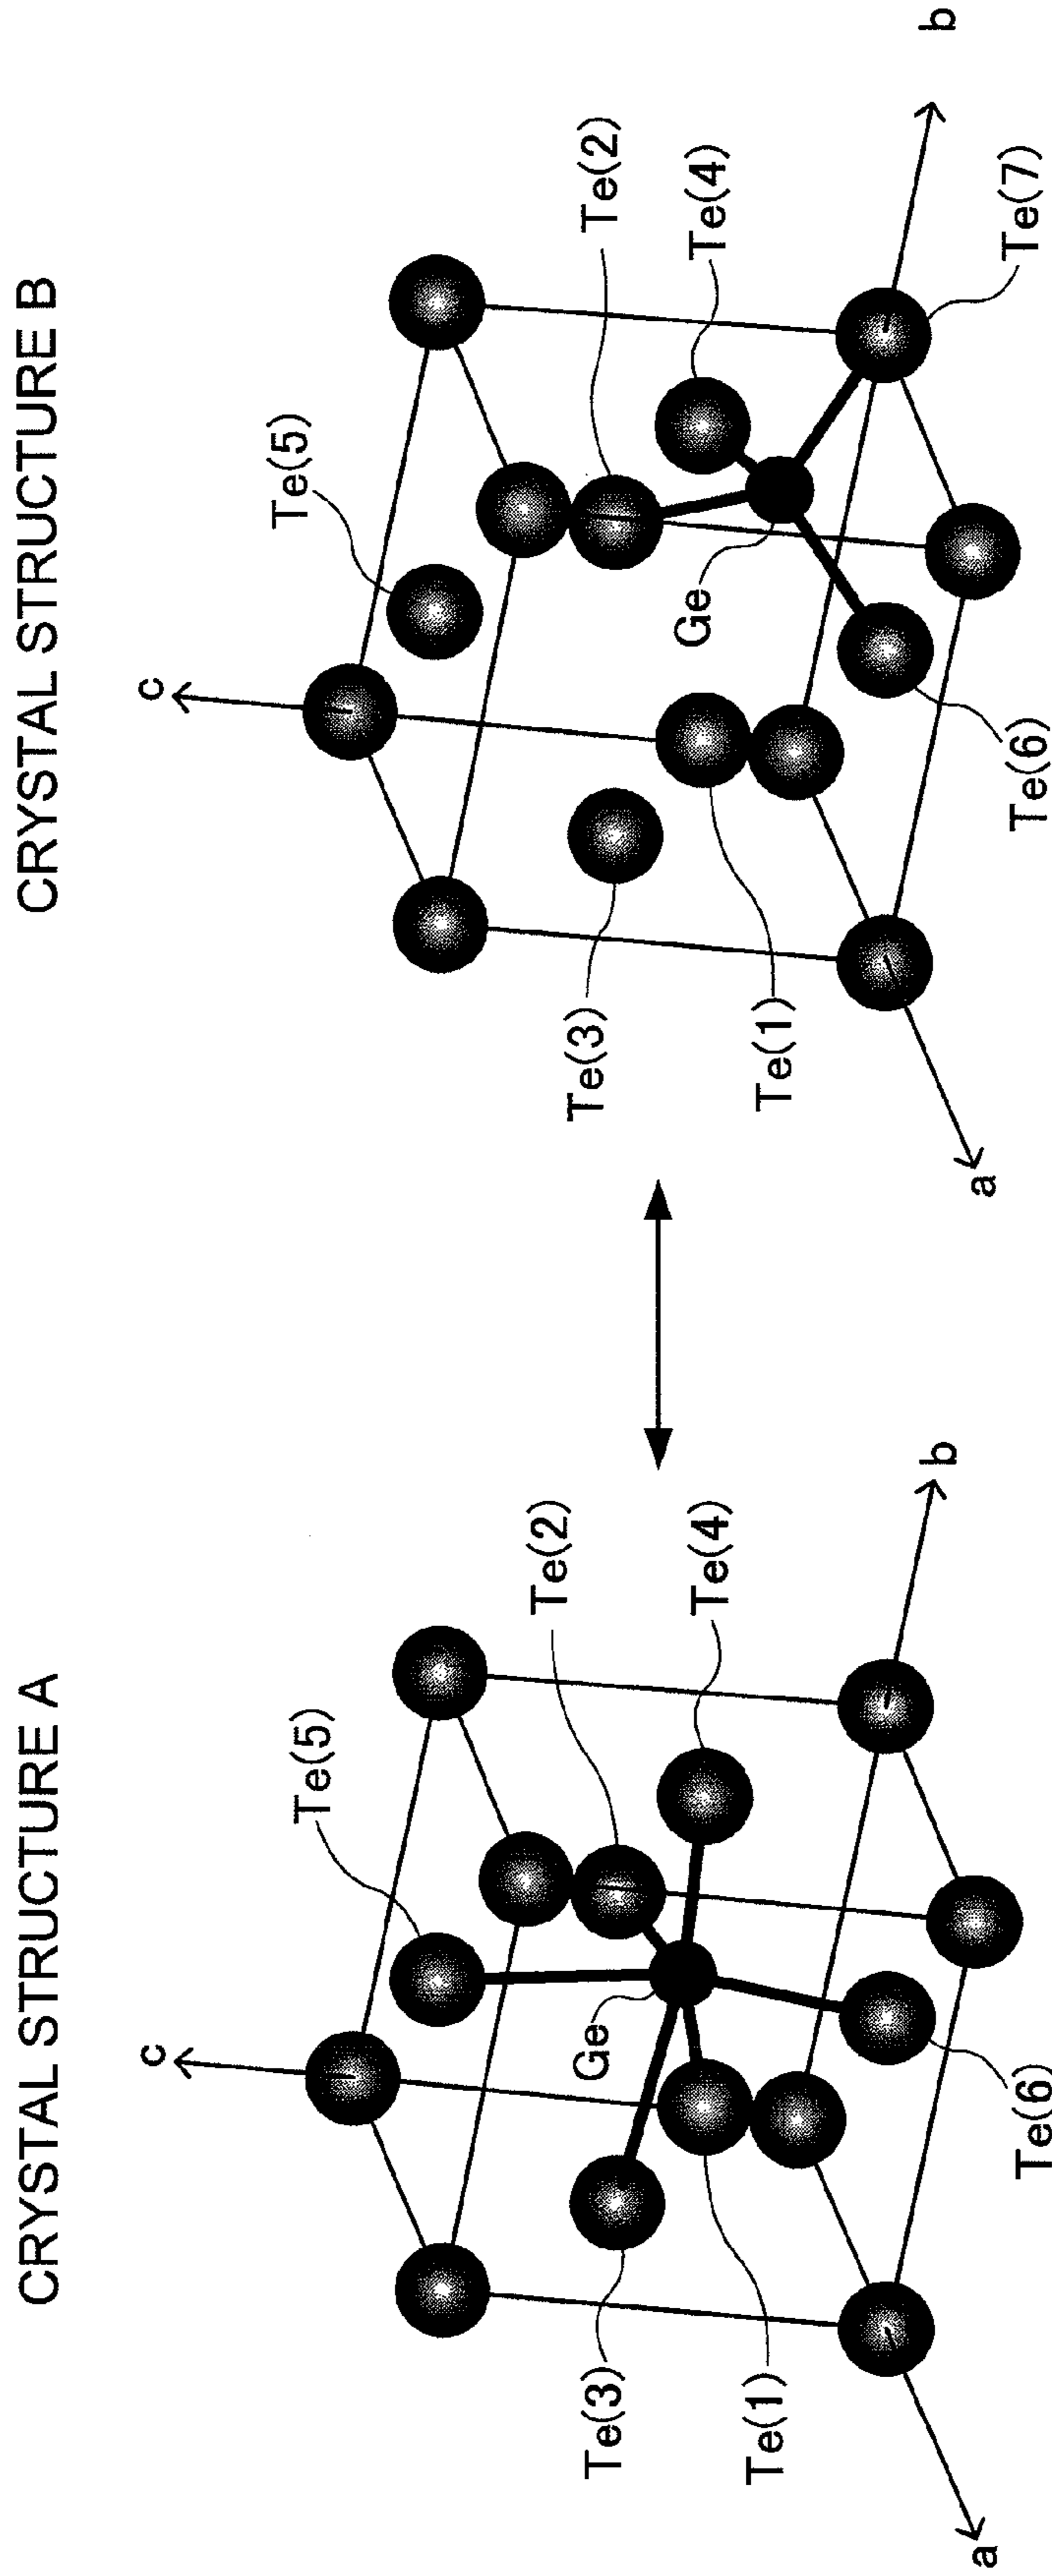 CRYSTAL STRUCTURE A
c
Te(5)
Te(2)
Te(4)
Ge
b
Te(3)
Te(1)
Te(6)
a
CRYSTAL STRUCTURE B
c
Te(5)
Te(2)
Te(4)
Ge
b
Te(3)
Te(1)
Te(6)
Te(7)
a